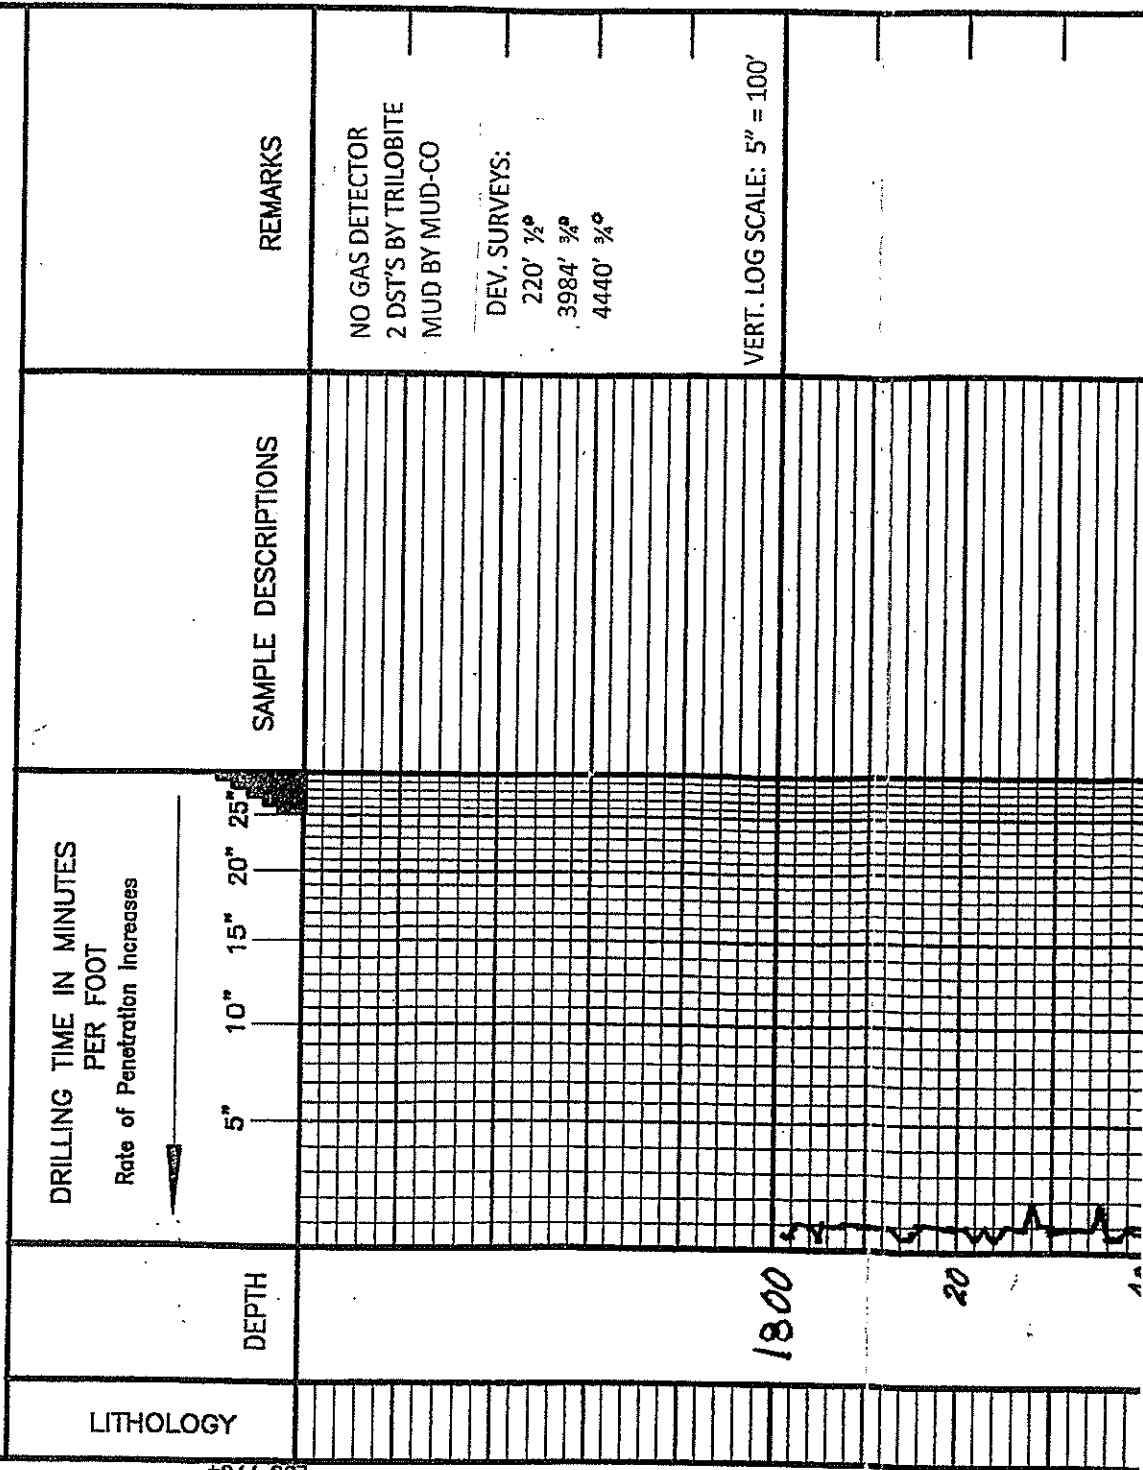 LITHOLOGY
DEPTH
DRILLING TIME IN MINUTES
PER FOOT
Rate of Penetration Increases
5" 10" 15" 20" 25"
SAMPLE DESCRIPTIONS
REMARKS
NO GAS DETECTOR
2 DST'S BY TRILOBITE
MUD BY MUD-CO
DEV. SURVEYS:
220' ½°
3984' ¾°
4440' ¾°
VERT. LOG SCALE: 5" = 100'
1800
20